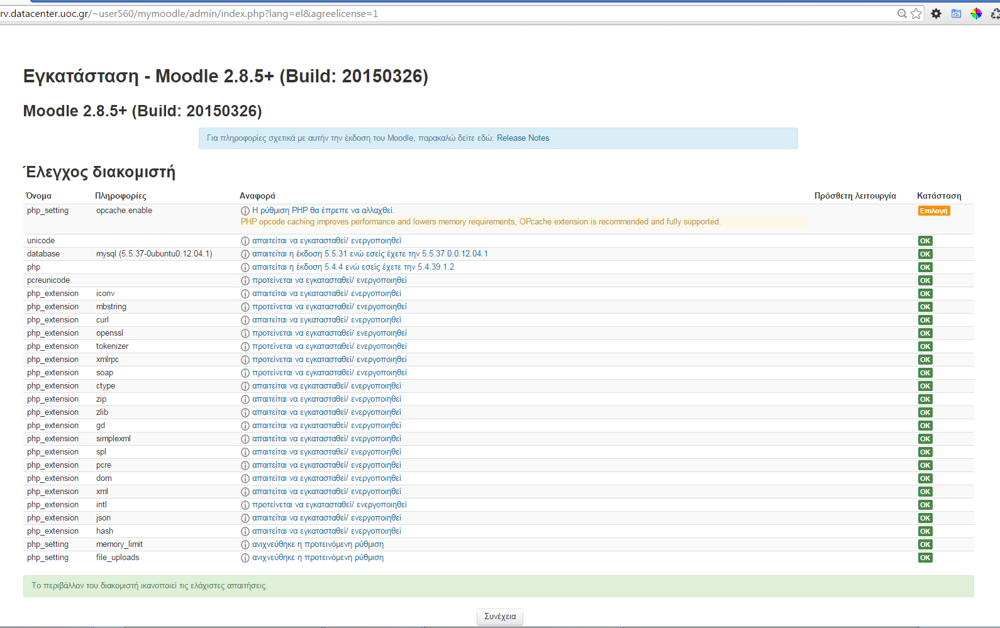 rv.datacenter.uoc.gr/~user560/mymoodle/admin/index.php?lang=el&agreelicense=1
Εγκατάσταση - Moodle 2.8.5+ (Build: 20150326)
Moodle 2.8.5+ (Build: 20150326)
Για πληροφορίες σχετικά με αυτήν την έκδοση του Moodle, παρακαλώ δείτε εδώ: Release Notes
Έλεγχος διακομιστή
Όνομα Πληροφορίες Αναφορά Πρόσθετη λειτουργία Κατάσταση
php_setting opcache.enable Η ρύθμιση PHP θα έπρεπε να αλλαχθεί. Επιλογή
PHP opcode caching improves performance and lowers memory requirements, OPcache extension is recommended and fully supported.
unicode απαιτείται να εγκατασταθεί/ ενεργοποιηθεί OK
database mysql (5.5.37-0ubuntu0.12.04.1) απαιτείται η έκδοση 5.5.31 ενώ εσείς έχετε την 5.5.37.0.0.12.04.1 OK
php απαιτείται η έκδοση 5.4.4 ενώ εσείς έχετε την 5.4.39.1.2 OK
pcreunicode προτείνεται να εγκατασταθεί/ ενεργοποιηθεί OK
php_extension iconv απαιτείται να εγκατασταθεί/ ενεργοποιηθεί OK
php_extension mbstring προτείνεται να εγκατασταθεί/ ενεργοποιηθεί OK
php_extension curl απαιτείται να εγκατασταθεί/ ενεργοποιηθεί OK
php_extension openssl προτείνεται να εγκατασταθεί/ ενεργοποιηθεί OK
php_extension tokenizer προτείνεται να εγκατασταθεί/ ενεργοποιηθεί OK
php_extension xmlrpc προτείνεται να εγκατασταθεί/ ενεργοποιηθεί OK
php_extension soap προτείνεται να εγκατασταθεί/ ενεργοποιηθεί OK
php_extension ctype απαιτείται να εγκατασταθεί/ ενεργοποιηθεί OK
php_extension zip απαιτείται να εγκατασταθεί/ ενεργοποιηθεί OK
php_extension zlib απαιτείται να εγκατασταθεί/ ενεργοποιηθεί OK
php_extension gd απαιτείται να εγκατασταθεί/ ενεργοποιηθεί OK
php_extension simplexml απαιτείται να εγκατασταθεί/ ενεργοποιηθεί OK
php_extension spl απαιτείται να εγκατασταθεί/ ενεργοποιηθεί OK
php_extension pcre απαιτείται να εγκατασταθεί/ ενεργοποιηθεί OK
php_extension dom απαιτείται να εγκατασταθεί/ ενεργοποιηθεί OK
php_extension xml απαιτείται να εγκατασταθεί/ ενεργοποιηθεί OK
php_extension intl προτείνεται να εγκατασταθεί/ ενεργοποιηθεί OK
php_extension json απαιτείται να εγκατασταθεί/ ενεργοποιηθεί OK
php_extension hash απαιτείται να εγκατασταθεί/ ενεργοποιηθεί OK
php_setting memory_limit ανιχνεύθηκε η προτεινόμενη ρύθμιση OK
php_setting file_uploads ανιχνεύθηκε η προτεινόμενη ρύθμιση OK
Το περιβάλλον του διακομιστή ικανοποιεί τις ελάχιστες απαιτήσεις.
Συνέχεια